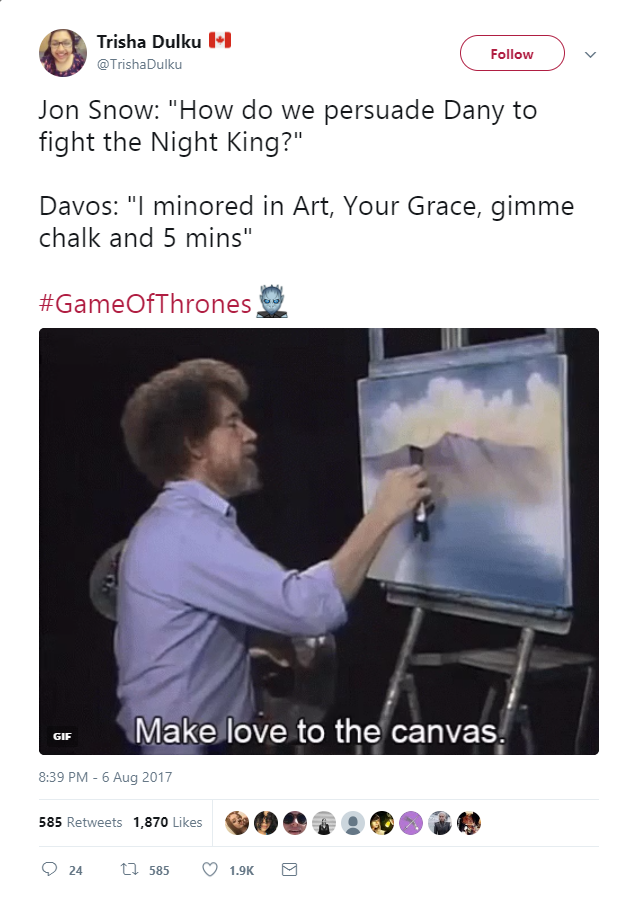 Trisha Dulku 🇨🇦
@TrishaDulku
Follow
Jon Snow: "How do we persuade Dany to
fight the Night King?"
Davos: "I minored in Art, Your Grace, gimme
chalk and 5 mins"
#GameOfThrones
GIF
Make love to the canvas.
8:39 PM - 6 Aug 2017
585 Retweets 1,870 Likes
24 585 1.9K